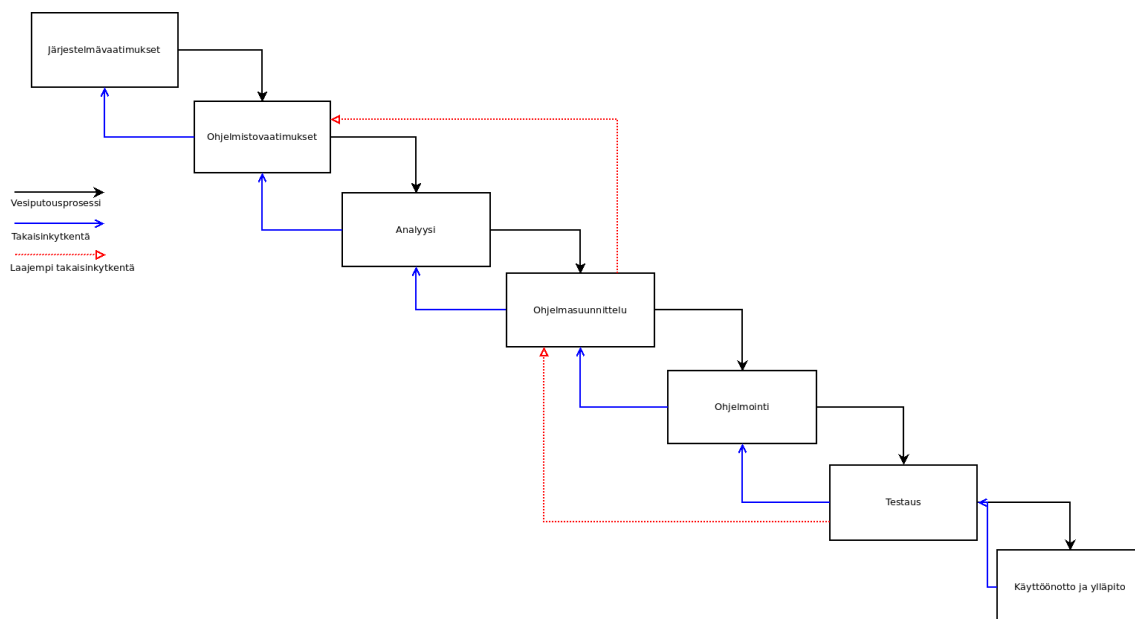 Järjestelmävaatimukset
Ohjelmistovaatimukset
Vesiputousprosessi
Analyysi
Takaisinkytkentä
Laajempi takaisinkytkentä
Ohjelmasuunnittelu
Ohjelmointi
Testaus
Käyttöönotto ja ylläpito